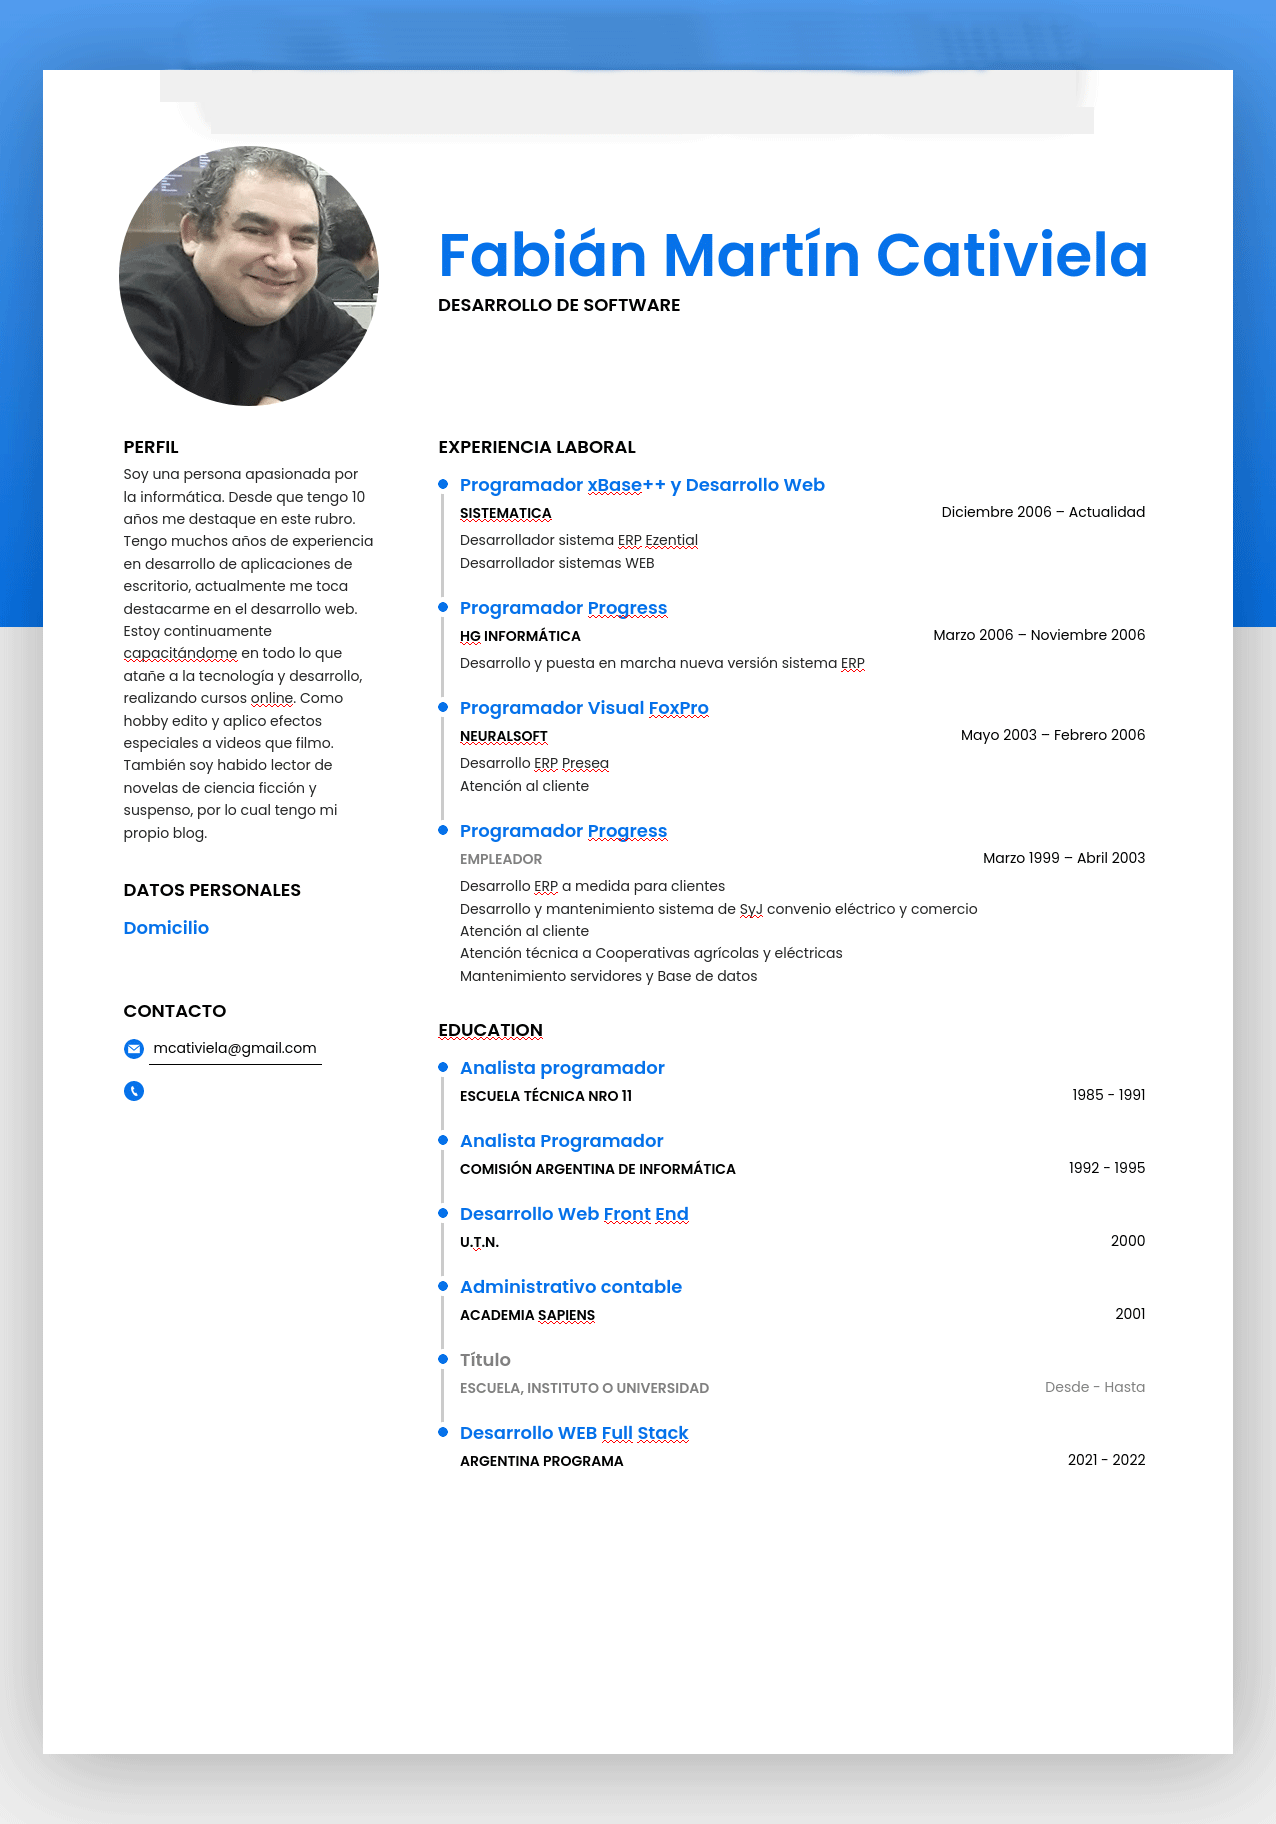 Fabián Martín Cativiela
DESARROLLO DE SOFTWARE
PERFIL
Soy una persona apasionada por
la informática. Desde que tengo 10
años me destaque en este rubro.
Tengo muchos años de experiencia
en desarrollo de aplicaciones de
escritorio, actualmente me toca
destacarme en el desarrollo web.
Estoy continuamente
capacitándome en todo lo que
atañe a la tecnología y desarrollo,
realizando cursos online. Como
hobby edito y aplico efectos
especiales a videos que filmo.
También soy habido lector de
novelas de ciencia ficción y
suspenso, por lo cual tengo mi
propio blog.
DATOS PERSONALES
Domicilio
CONTACTO
mcativiela@gmail.com
EXPERIENCIA LABORAL
Programador xBase++ y Desarrollo Web
SISTEMATICA Diciembre 2006 – Actualidad
Desarrollador sistema ERP Ezential
Desarrollador sistemas WEB
Programador Progress
HG INFORMÁTICA Marzo 2006 – Noviembre 2006
Desarrollo y puesta en marcha nueva versión sistema ERP
Programador Visual FoxPro
NEURALSOFT Mayo 2003 – Febrero 2006
Desarrollo ERP Presea
Atención al cliente
Programador Progress
EMPLEADOR Marzo 1999 – Abril 2003
Desarrollo ERP a medida para clientes
Desarrollo y mantenimiento sistema de SyJ convenio eléctrico y comercio
Atención al cliente
Atención técnica a Cooperativas agrícolas y eléctricas
Mantenimiento servidores y Base de datos
EDUCATION
Analista programador
ESCUELA TÉCNICA NRO 11 1985 - 1991
Analista Programador
COMISIÓN ARGENTINA DE INFORMÁTICA 1992 - 1995
Desarrollo Web Front End
U.T.N. 2000
Administrativo contable
ACADEMIA SAPIENS 2001
Título
ESCUELA, INSTITUTO O UNIVERSIDAD Desde - Hasta
Desarrollo WEB Full Stack
ARGENTINA PROGRAMA 2021 - 2022